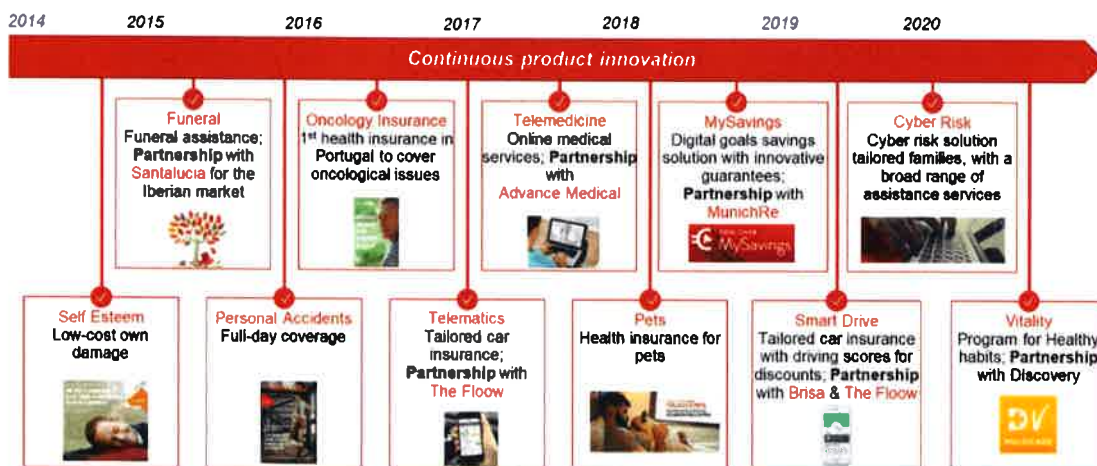 2014 2015 2016 2017 2018 2019 2020
Continuous product innovation
Funeral
Funeral assistance;
Partnership with
Santalucia for the
Iberian market
Oncology Insurance
1st health insurance in
Portugal to cover
oncological issues
Telemedicine
Online medical
services; Partnership
with
Advance Medical
MySavings
Digital goals savings
solution with innovative
guarantees;
Partnership with
MunichRe
MySavings
Cyber Risk
Cyber risk solution
tailored families, with a
broad range of
assistance services
Self Esteem
Low-cost own
damage
Personal Accidents
Full-day coverage
Telematics
Tailored car
insurance;
Partnership with
The Floow
Pets
Health insurance for
pets
Smart Drive
Tailored car insurance
with driving scores for
discounts; Partnership
with Brisa & The Floow
Vitality
Program for Healthy
habits; Partnership
with Discovery
DV